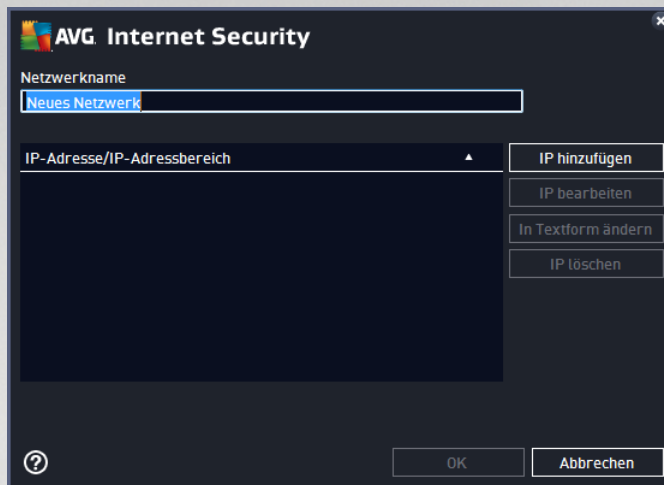 AVG. Internet Security
Netzwerkname
Neues Netzwerk
IP-Adresse/IP-Adressbereich
IP hinzufügen
IP bearbeiten
In Textform ändern
IP löschen
OK
Abbrechen